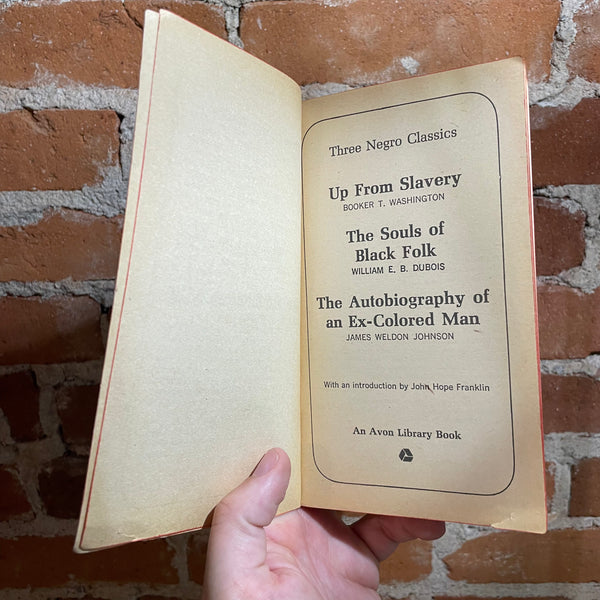 Three Negro Classics
Up From Slavery
BOOKER T. WASHINGTON
The Souls of
Black Folk
WILLIAM E. B. DUBOIS
The Autobiography of
an Ex-Colored Man
JAMES WELDON JOHNSON
With an introduction by John Hope Franklin
An Avon Library Book